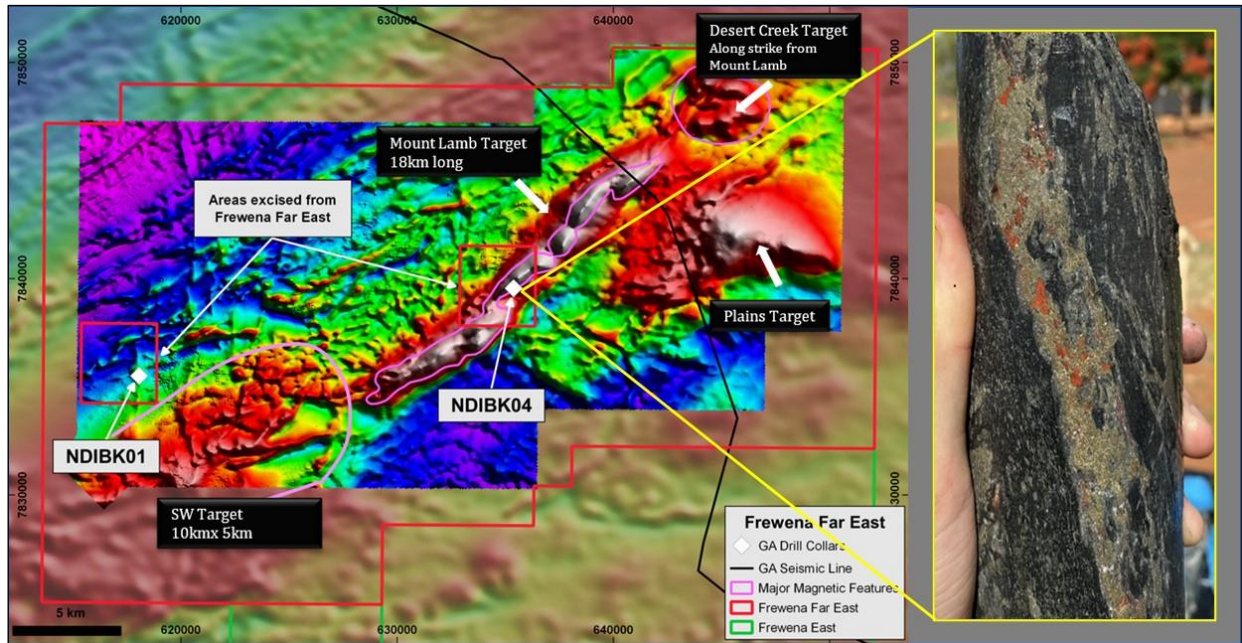 620000
630000
640000
7850000
7850000
Desert Creek Target
Along strike from
Mount Lamb
Mount Lamb Target
18km long
Areas excised from
Frewena Far East
7840000
7840000
Plains Target
NDIBK04
NDIBK01
SW Target
10kmx 5km
7830000
7830000
Frewena Far East
GA Drill Collars
GA Seismic Line
Major Magnetic Features
Frewena Far East
Frewena East
5 km
620000
630000
640000